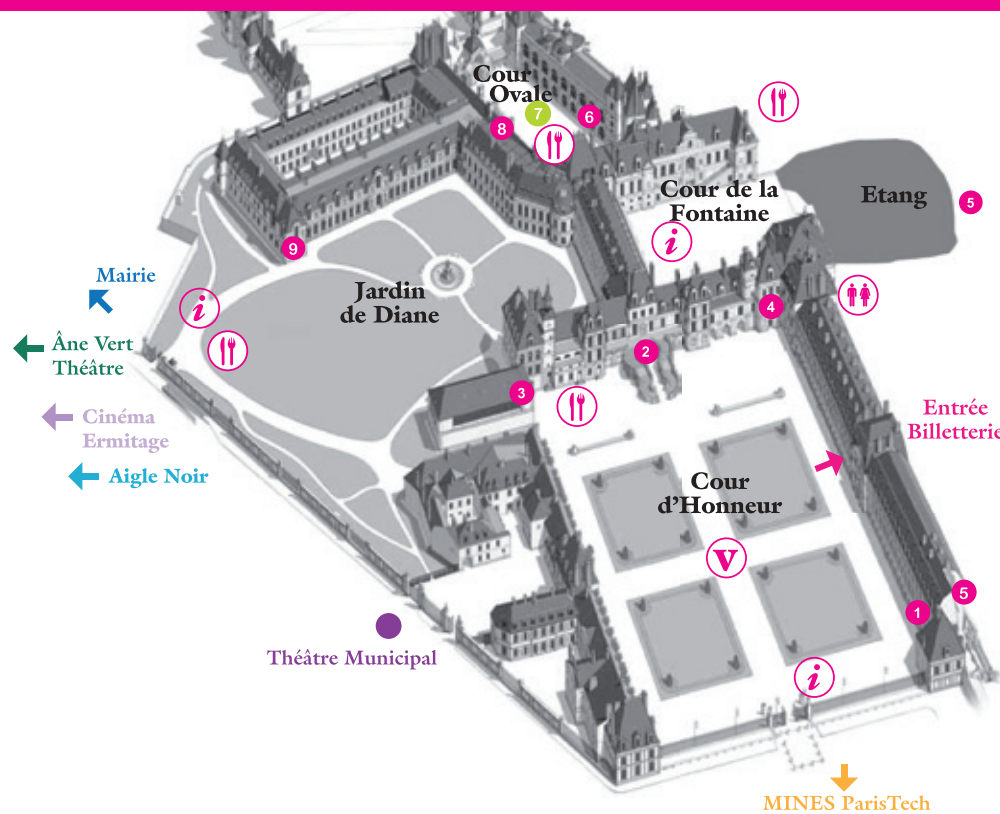 Cour
Ovale
7
6
8
Cour de la
Fontaine
i
Etang
5
9
Mairie
i
Jardin
de Diane
4
2
Âne Vert
Théâtre
3
Cinéma
Ermitage
Entrée
Billetterie
Aigle Noir
Cour
d'Honneur
v
5
1
Théâtre Municipal
i
MINES ParisTech